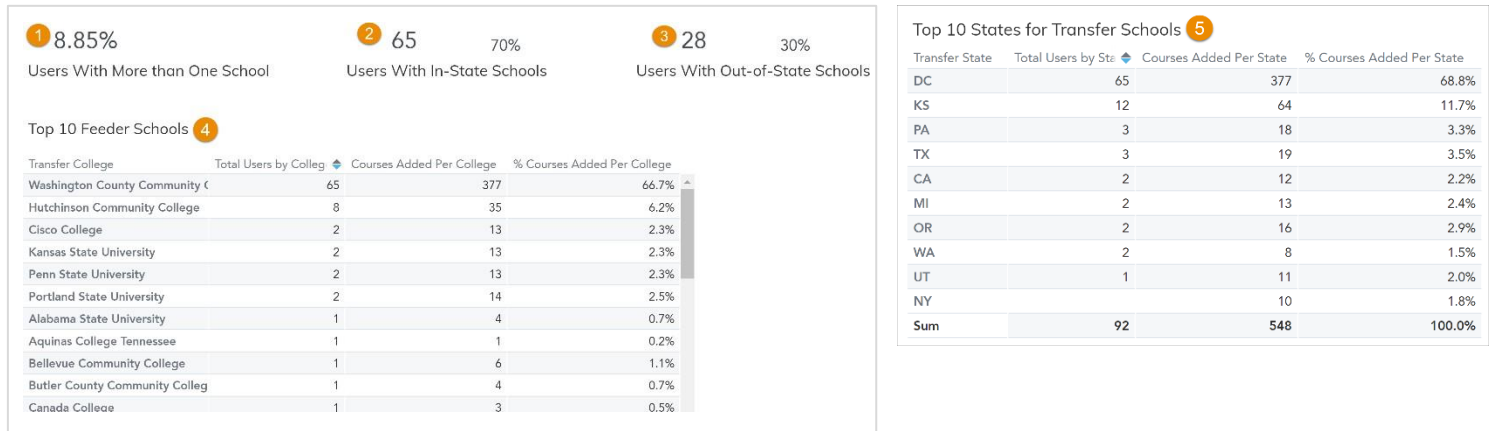 1 8.85%
2 65 70%
3 28 30%
Users With More than One School
Users With In-State Schools
Users With Out-of-State Schools
Top 10 Feeder Schools 4
Transfer College Total Users by Colleg Courses Added Per College % Courses Added Per College
Washington County Community C 65 377 66.7%
Hutchinson Community College 8 35 6.2%
Cisco College 2 13 2.3%
Kansas State University 2 13 2.3%
Penn State University 2 13 2.3%
Portland State University 2 14 2.5%
Alabama State University 1 4 0.7%
Aquinas College Tennessee 1 1 0.2%
Bellevue Community College 1 6 1.1%
Butler County Community Colleg 1 4 0.7%
Canada College 1 3 0.5%
Top 10 States for Transfer Schools 5
Transfer State Total Users by Sta Courses Added Per State % Courses Added Per State
DC 65 377 68.8%
KS 12 64 11.7%
PA 3 18 3.3%
TX 3 19 3.5%
CA 2 12 2.2%
MI 2 13 2.4%
OR 2 16 2.9%
WA 2 8 1.5%
UT 1 11 2.0%
NY 10 1.8%
Sum 92 548 100.0%